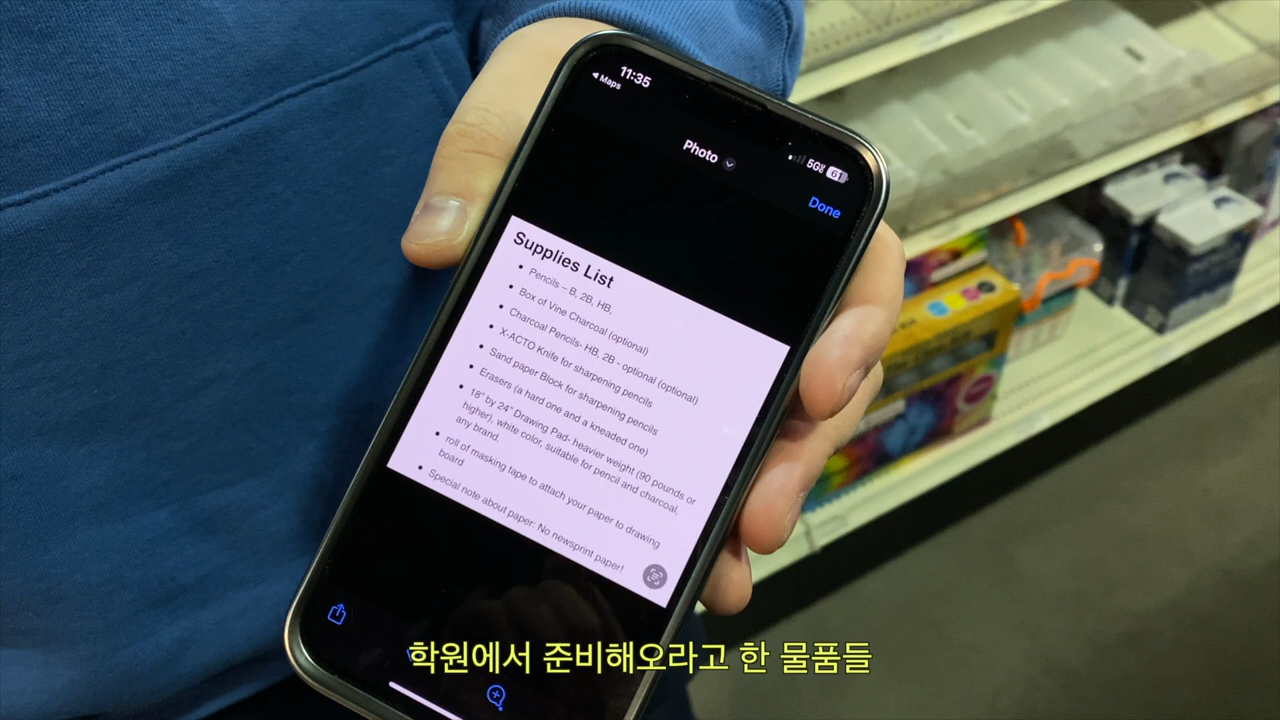 11:35
◀ Maps
5G
61
Photo
Done
Supplies List
• Pencils – B, 2B, HB,
• Box of Vine Charcoal (optional)
• Charcoal Pencils- HB, 2B - optional (optional)
• X-ACTO Knife for sharpening pencils
• Sand paper Block for sharpening pencils
• Erasers (a hard one and a kneaded one)
• 18" by 24" Drawing Pad- heavier weight (90 pounds or
higher), white color, suitable for pencil and charcoal,
any brand.
• roll of masking tape to attach your paper to drawing
board
• Special note about paper: No newsprint paper!
학원에서 준비해오라고 한 물품들